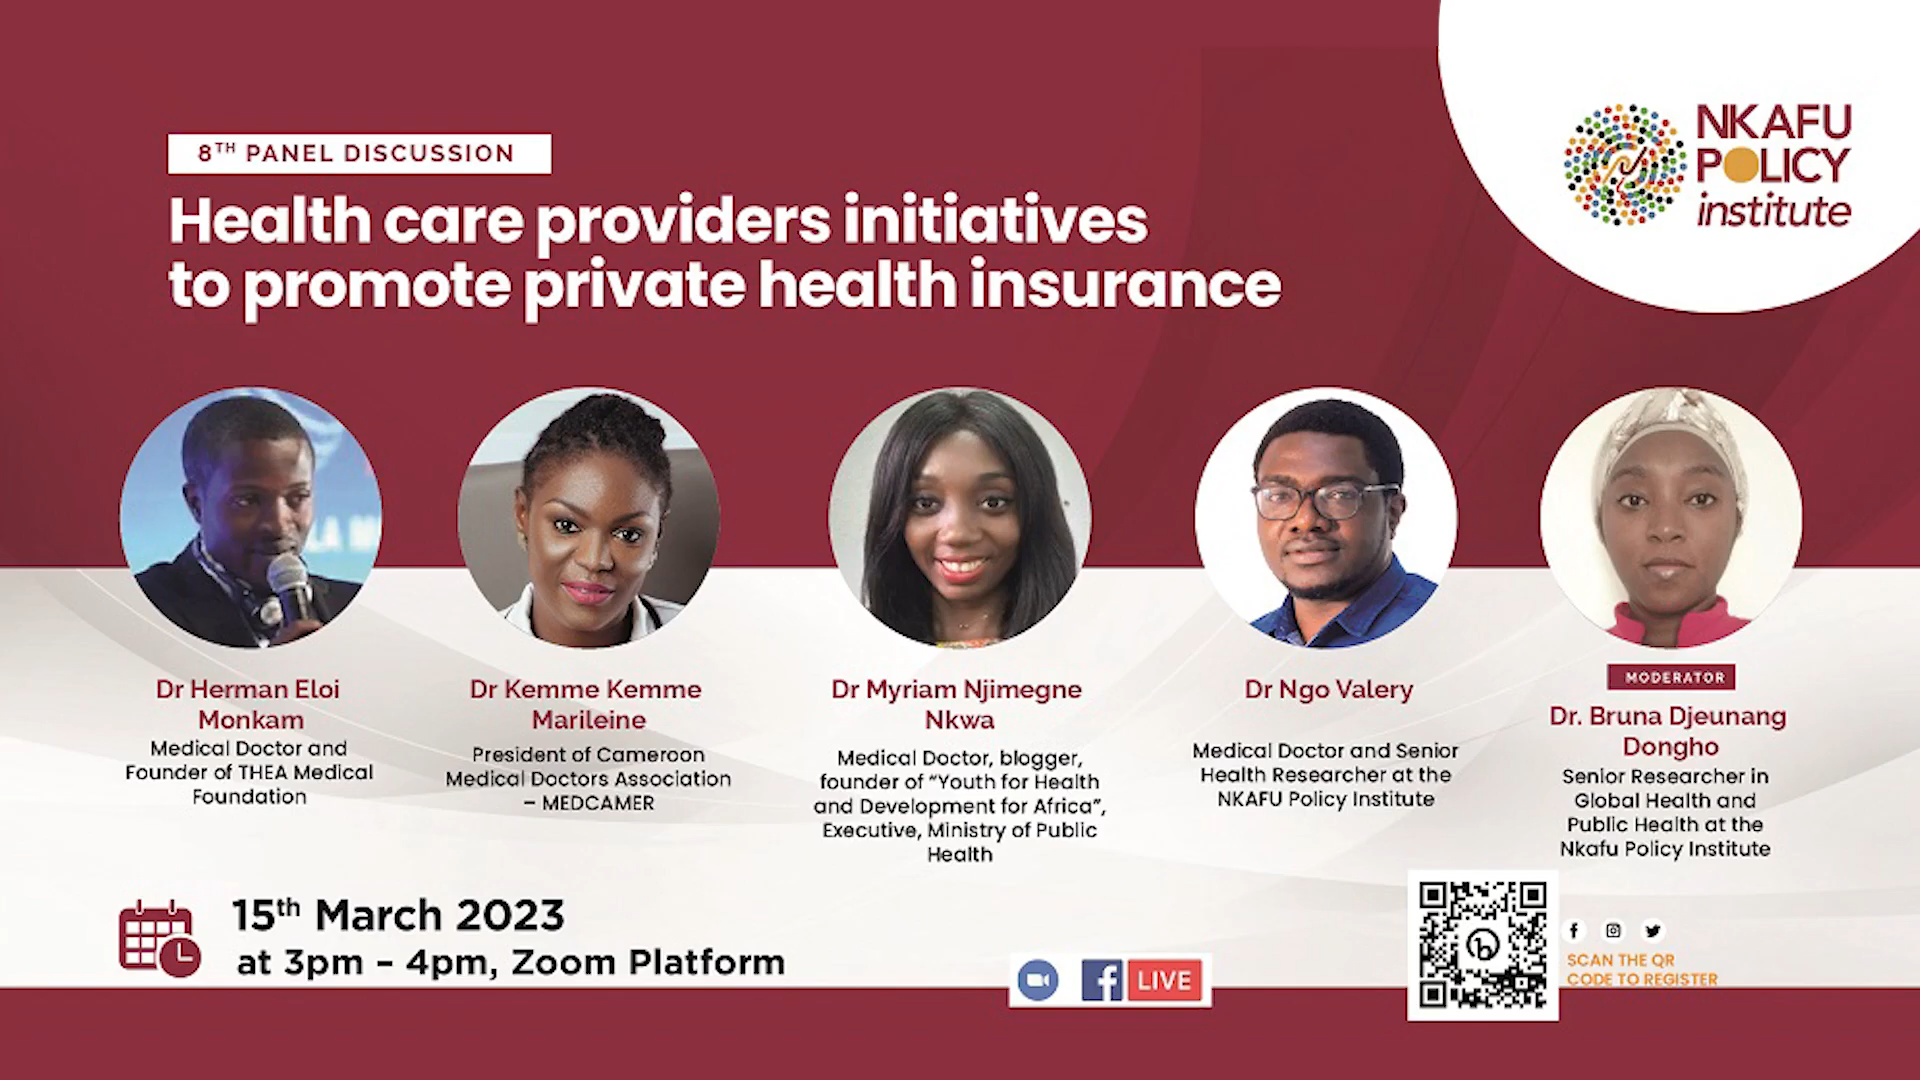 NKAFU
POLICY
institute
8TH PANEL DISCUSSION
Health care providers initiatives
to promote private health insurance
LA M
Dr Herman Eloi
Monkam
Medical Doctor and
Founder of THEA Medical
Foundation
Dr Kemme Kemme
Marileine
President of Cameroon
Medical Doctors Association
– MEDCAMER
Dr Myriam Njimegne
Nkwa
Medical Doctor, blogger,
founder of “Youth for Health
and Development for Africa”,
Executive, Ministry of Public
Health
Dr Ngo Valery
Medical Doctor and Senior
Health Researcher at the
NKAFU Policy Institute
MODERATOR
Dr. Bruna Djeunang
Dongho
Senior Researcher in
Global Health and
Public Health at the
Nkafu Policy Institute
15th March 2023
at 3pm – 4pm, Zoom Platform
LIVE
SCAN THE QR
CODE TO REGISTER